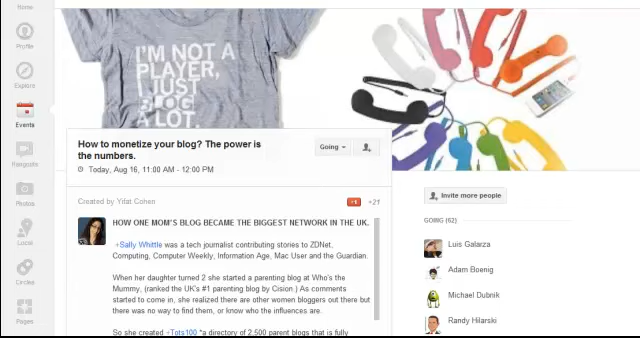 Home
Profile
Explore
Events
Hangouts
Photos
Local
Circles
Pages
I'M NOT A
PLAYER,
I JUST
BLOG
A LOT.
How to monetize your blog? The power is
the numbers.
Going
Today, Aug 16, 11:00 AM - 12:00 PM
Created by Yifat Cohen
+1
+21
HOW ONE MOM'S BLOG BECAME THE BIGGEST NETWORK IN THE UK.
+Sally Whittle was a tech journalist contributing stories to ZDNet,
Computing, Computer Weekly, Information Age, Mac User and the Guardian.
When her daughter turned 2 she started a parenting blog at Who's the
Mummy, (ranked the UK's #1 parenting blog by Cision ) As comments
started to come in, she realized there are other women bloggers out there but
there was no way to find them, or know who the influences are.
So she created +Tots100 "a directory of 2,500 parent blogs that is fully
Invite more people
GOING (62)
Luis Galarza
Adam Boenig
Michael Dubnik
Randy Hilarski